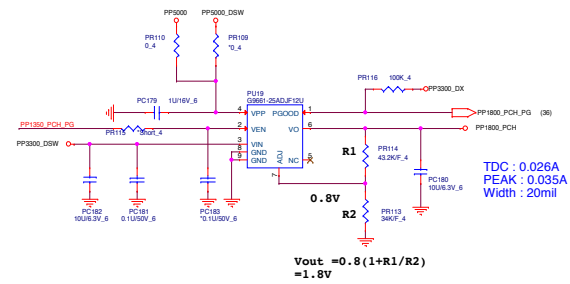 PP5000
PP5000_DSW
PR110
0_4
PR109
*0_4
PU19
G9661-25ADJF12U
PR116
100K_4
PP3300_DX
PC179
1U/16V_6
4
VPP
PGOOD
1
PP1800_PCH_PG
(36)
PP1350_PCH_PG
PR115
*Short_4
2
VEN
VO
6
PP1800_PCH
PP3300_DSW
3
VIN
8
GND
9
GND
ADJ
NC
5
7
R1
PR114
43.2K/F_4
PC180
10U/6.3V_6
TDC : 0.026A
PEAK : 0.035A
Width : 20mil
PC182
10U/6.3V_6
PC181
0.1U/50V_6
PC183
*0.1U/50V_6
0.8V
R2
PR113
34K/F_4
Vout =0.8(1+R1/R2)
=1.8V